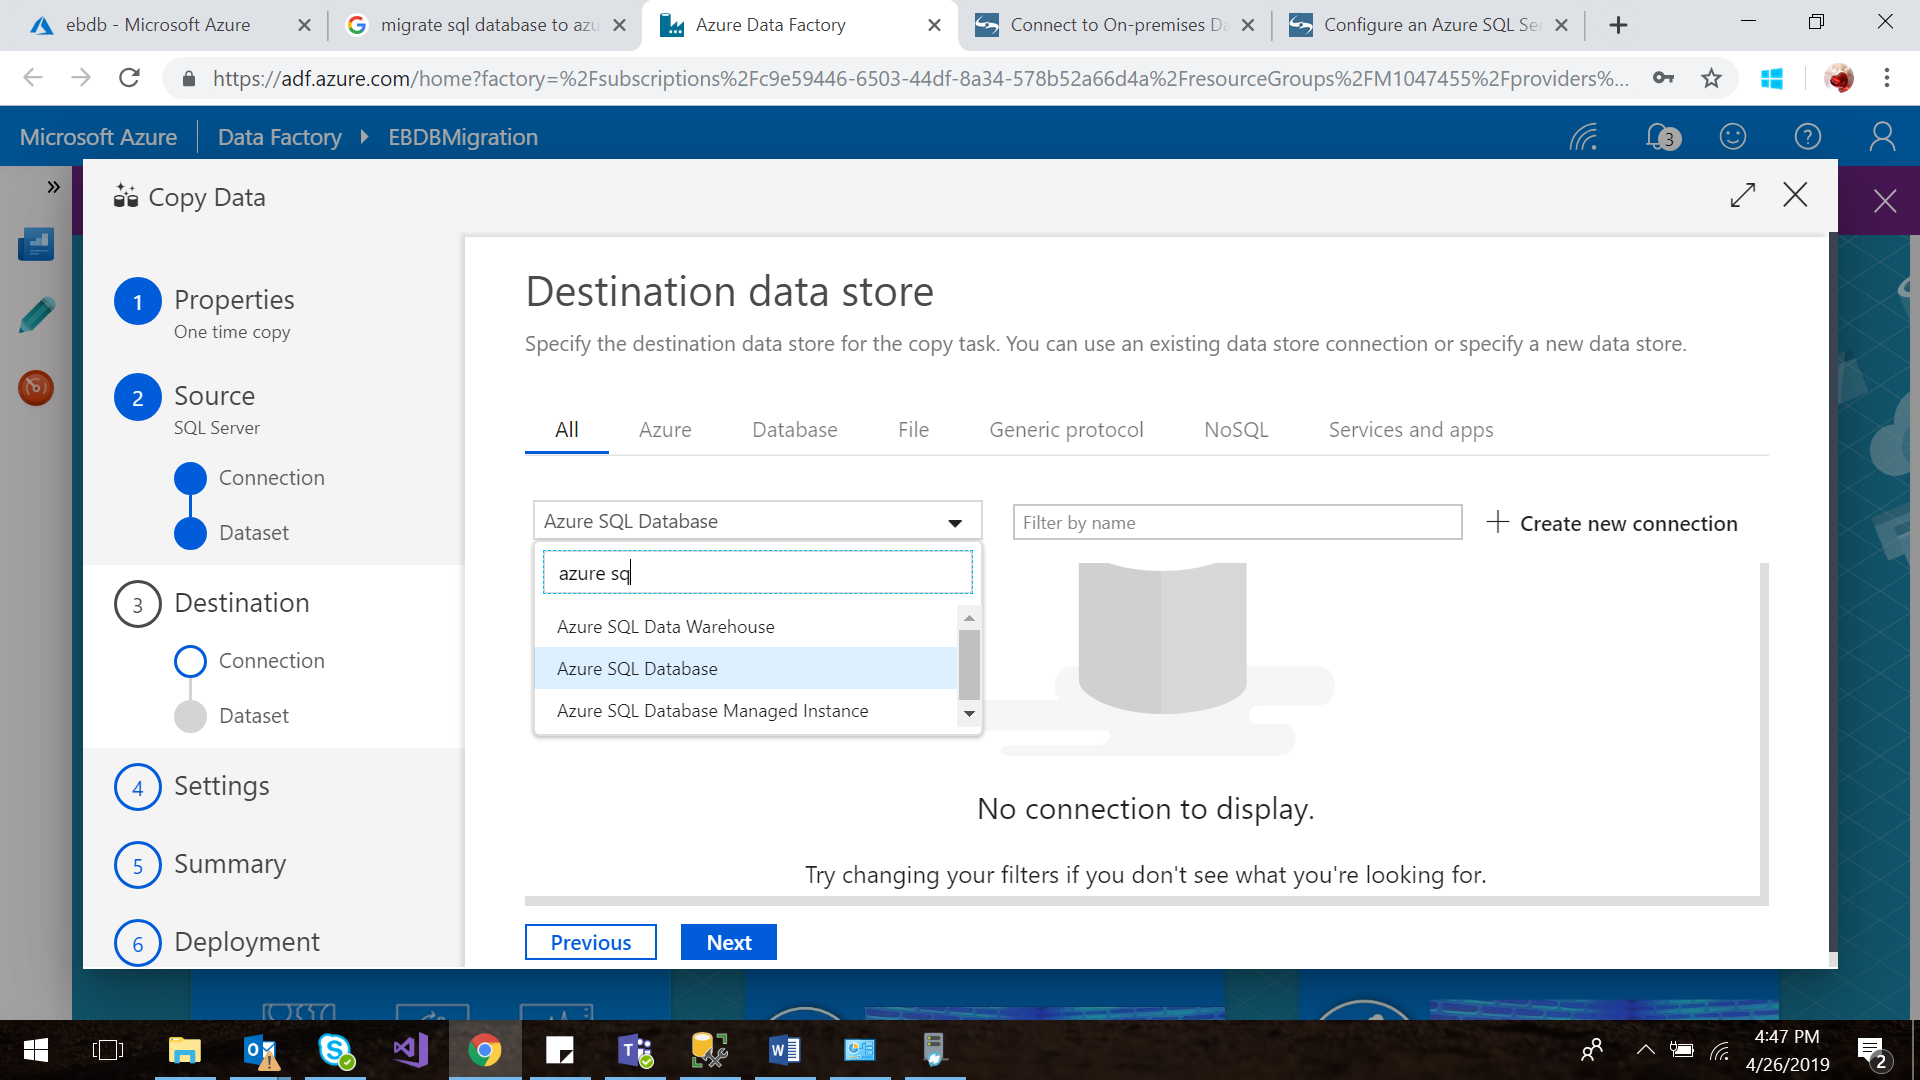 ebdb - Microsoft Azure
migrate sql database to azu
Azure Data Factory
Connect to On-premises Da
Configure an Azure SQL Se
https://adf.azure.com/home?factory=%2Fsubscriptions%2Fc9e59446-6503-44df-8a34-578b52a66d4a%2FresourceGroups%2FM1047455%2Fproviders%...
Microsoft Azure
Data Factory
EBDBMigration
3
Copy Data
1
Properties
One time copy
2
Source
SQL Server
Connection
Dataset
3
Destination
Connection
Dataset
4
Settings
5
Summary
6
Deployment
Destination data store
Specify the destination data store for the copy task. You can use an existing data store connection or specify a new data store.
All
Azure
Database
File
Generic protocol
NoSQL
Services and apps
Azure SQL Database
Filter by name
Create new connection
azure sq
Azure SQL Data Warehouse
Azure SQL Database
Azure SQL Database Managed Instance
No connection to display.
Try changing your filters if you don't see what you're looking for.
Previous
Next
4:47 PM
4/26/2019
2